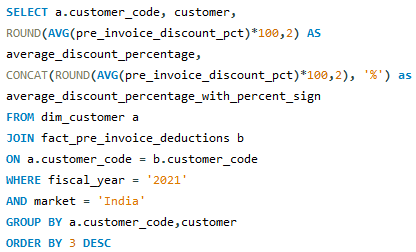 SELECT a.customer_code, customer,
ROUND(AVG(pre_invoice_discount_pct)*100,2) AS
average_discount_percentage,
CONCAT(ROUND(AVG(pre_invoice_discount_pct)*100,2), '%') as
average_discount_percentage_with_percent_sign
FROM dim_customer a
JOIN fact_pre_invoice_deductions b
ON a.customer_code = b.customer_code
WHERE fiscal_year = '2021'
AND market = 'India'
GROUP BY a.customer_code,customer
ORDER BY 3 DESC